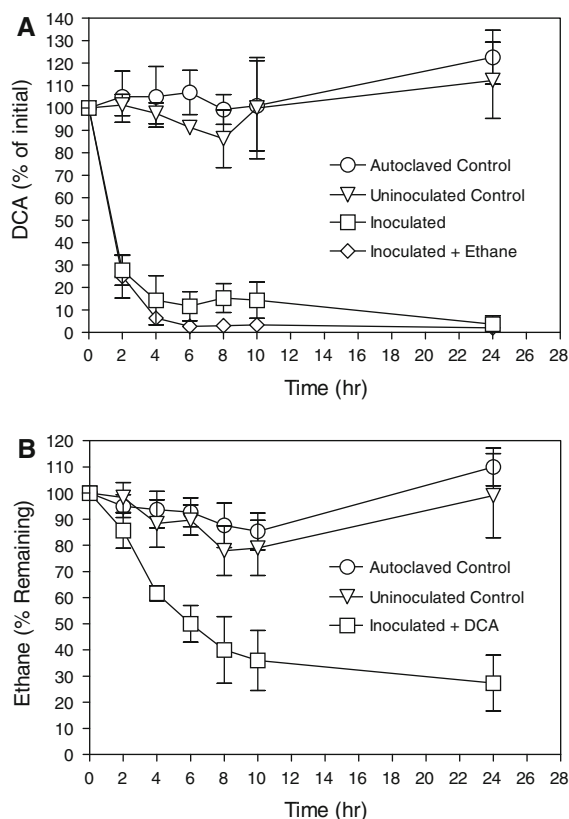 A
140
130
120
110
100
90
80
70
60
50
40
30
20
10
0
DCA (% of initial)
Autoclaved Control
Uninoculated Control
Inoculated
Inoculated + Ethane
0 2 4 6 8 10 12 14 16 18 20 22 24 26 28
Time (hr)
B
120
110
100
90
80
70
60
50
40
30
20
10
0
Ethane (% Remaining)
Autoclaved Control
Uninoculated Control
Inoculated + DCA
0 2 4 6 8 10 12 14 16 18 20 22 24 26 28
Time (hr)